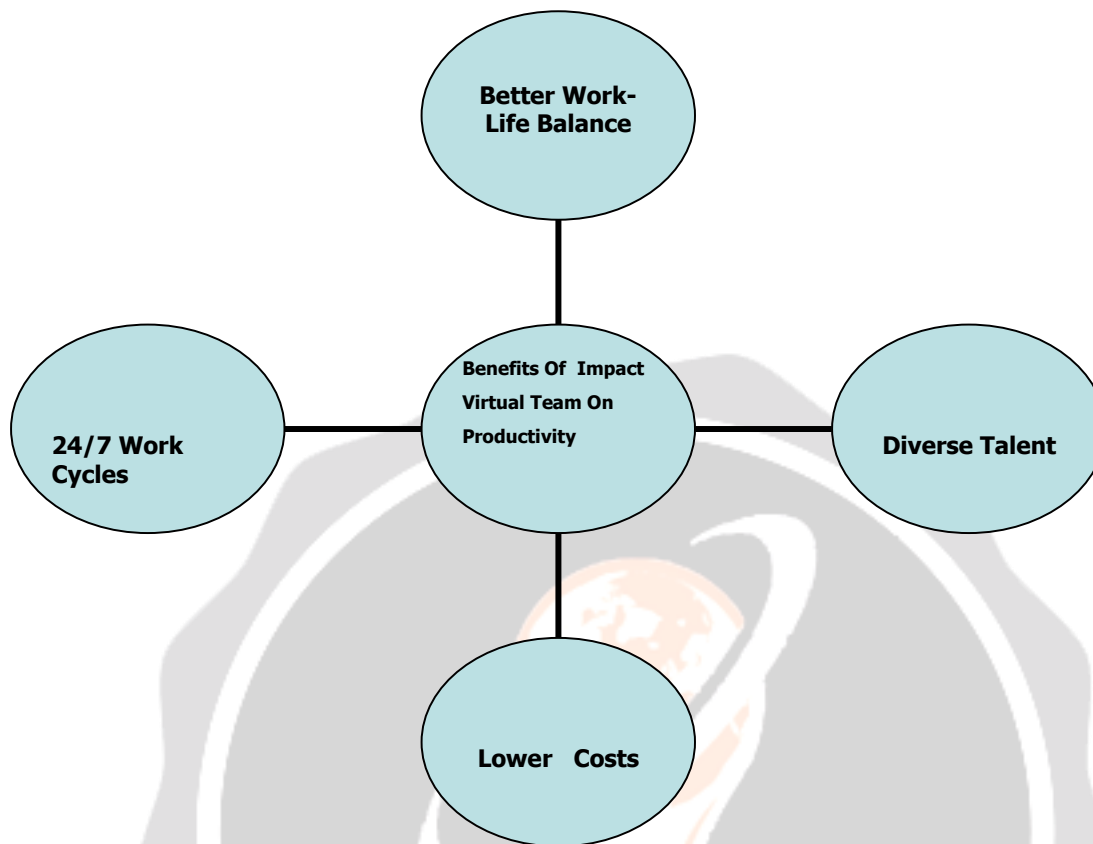 Better Work-
Life Balance
Benefits Of  Impact
Virtual Team On
Productivity
24/7 Work
Cycles
Diverse Talent
Lower   Costs